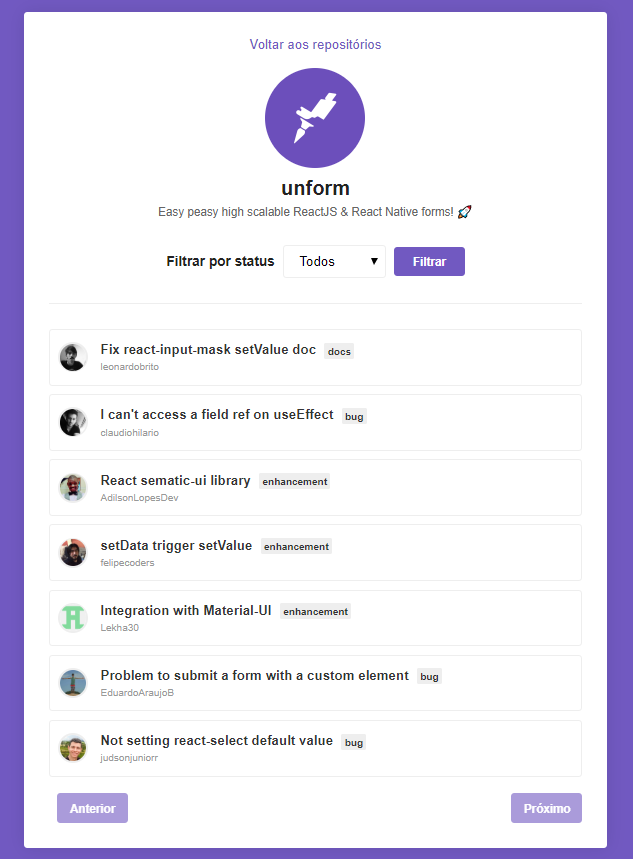 Voltar aos repositórios
unform
Easy peasy high scalable ReactJS & React Native forms! 🚀
Filtrar por status Todos ▼ Filtrar
Fix react-input-mask setValue doc docs
leonardobrito
I can't access a field ref on useEffect bug
claudiohilario
React sematic-ui library enhancement
AdilsonLopesDev
setData trigger setValue enhancement
felipecoders
Integration with Material-UI enhancement
Lekha30
Problem to submit a form with a custom element bug
EduardoAraujoB
Not setting react-select default value bug
judsonjuniorr
Anterior Próximo